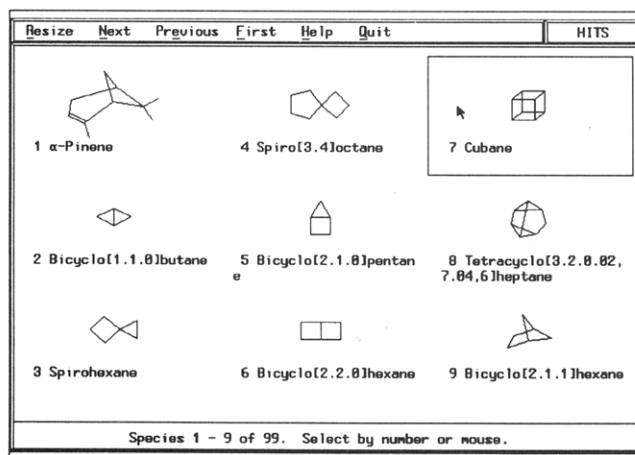 Resize Next Previous First Help Quit HITS
1 α-Pinene
4 Spiro[3.4]octane
7 Cubane
2 Bicyclo[1.1.0]butane
5 Bicyclo[2.1.0]pentan
e
8 Tetracyclo[3.2.0.02,
7.04,6]heptane
3 Spirohexane
6 Bicyclo[2.2.0]hexane
9 Bicyclo[2.1.1]hexane
Species 1 - 9 of 99. Select by number or mouse.